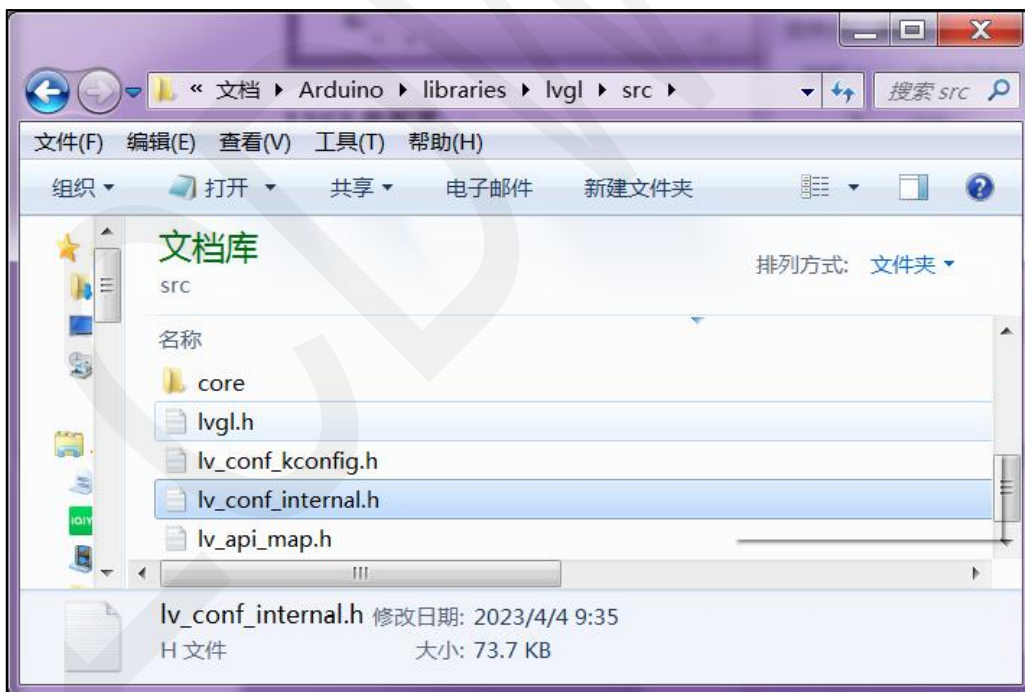 « 文档 ▸ Arduino ▸ libraries ▸ lvgl ▸ src ▸ 搜索 src
文件(F) 编辑(E) 查看(V) 工具(T) 帮助(H)
组织 打开 共享 电子邮件 新建文件夹
文档库
src
排列方式: 文件夹
名称
core
lvgl.h
lv_conf_kconfig.h
lv_conf_internal.h
lv_api_map.h
lv_conf_internal.h 修改日期: 2023/4/4 9:35
H 文件 大小: 73.7 KB